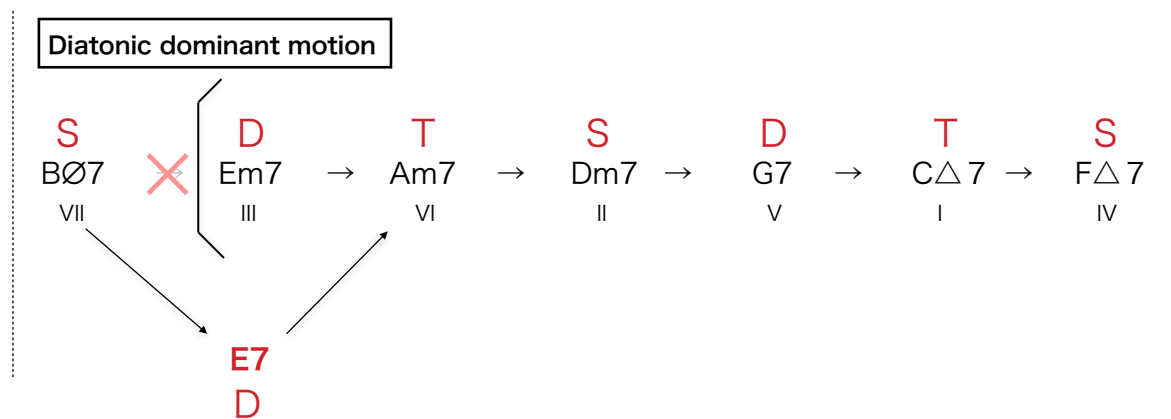 Diatonic dominant motion
S D T S D T S
BØ7 → Em7 → Am7 → Dm7 → G7 → C△7 → F△7
VII III VI II V I IV
E7
D